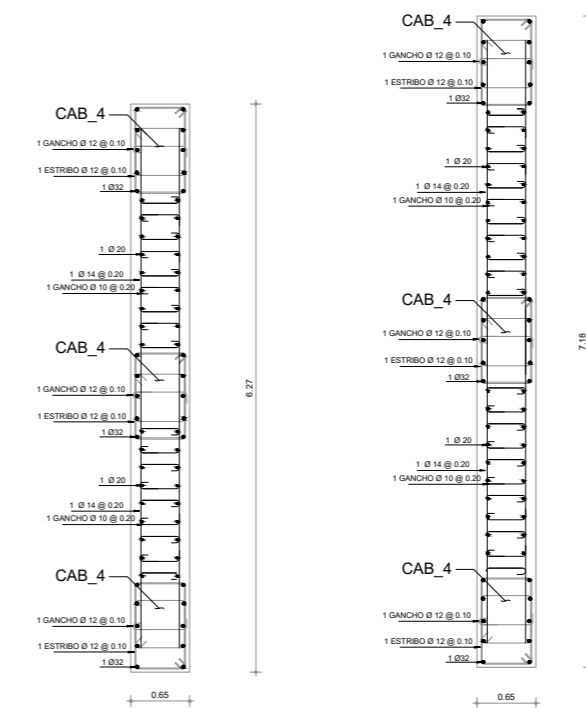 CAB_4
1 GANCHO Ø 12 @ 0.10
1 ESTRIBO Ø 12 @ 0.10
1 Ø32
1 Ø 20
1 Ø 14 @ 0.20
1 GANCHO Ø 10 @ 0.20
CAB_4
1 GANCHO Ø 12 @ 0.10
1 ESTRIBO Ø 12 @ 0.10
1 Ø32
1 Ø 20
1 Ø 14 @ 0.20
1 GANCHO Ø 10 @ 0.20
CAB_4
1 GANCHO Ø 12 @ 0.10
1 ESTRIBO Ø 12 @ 0.10
1 Ø32
0.65
6.27
CAB_4
1 GANCHO Ø 12 @ 0.10
1 ESTRIBO Ø 12 @ 0.10
1 Ø32
1 Ø 20
1 Ø 14 @ 0.20
1 GANCHO Ø 10 @ 0.20
CAB_4
1 GANCHO Ø 12 @ 0.10
1 ESTRIBO Ø 12 @ 0.10
1 Ø32
1 Ø 20
1 Ø 14 @ 0.20
1 GANCHO Ø 10 @ 0.20
CAB_4
1 GANCHO Ø 12 @ 0.10
1 ESTRIBO Ø 12 @ 0.10
1 Ø32
0.65
7.18